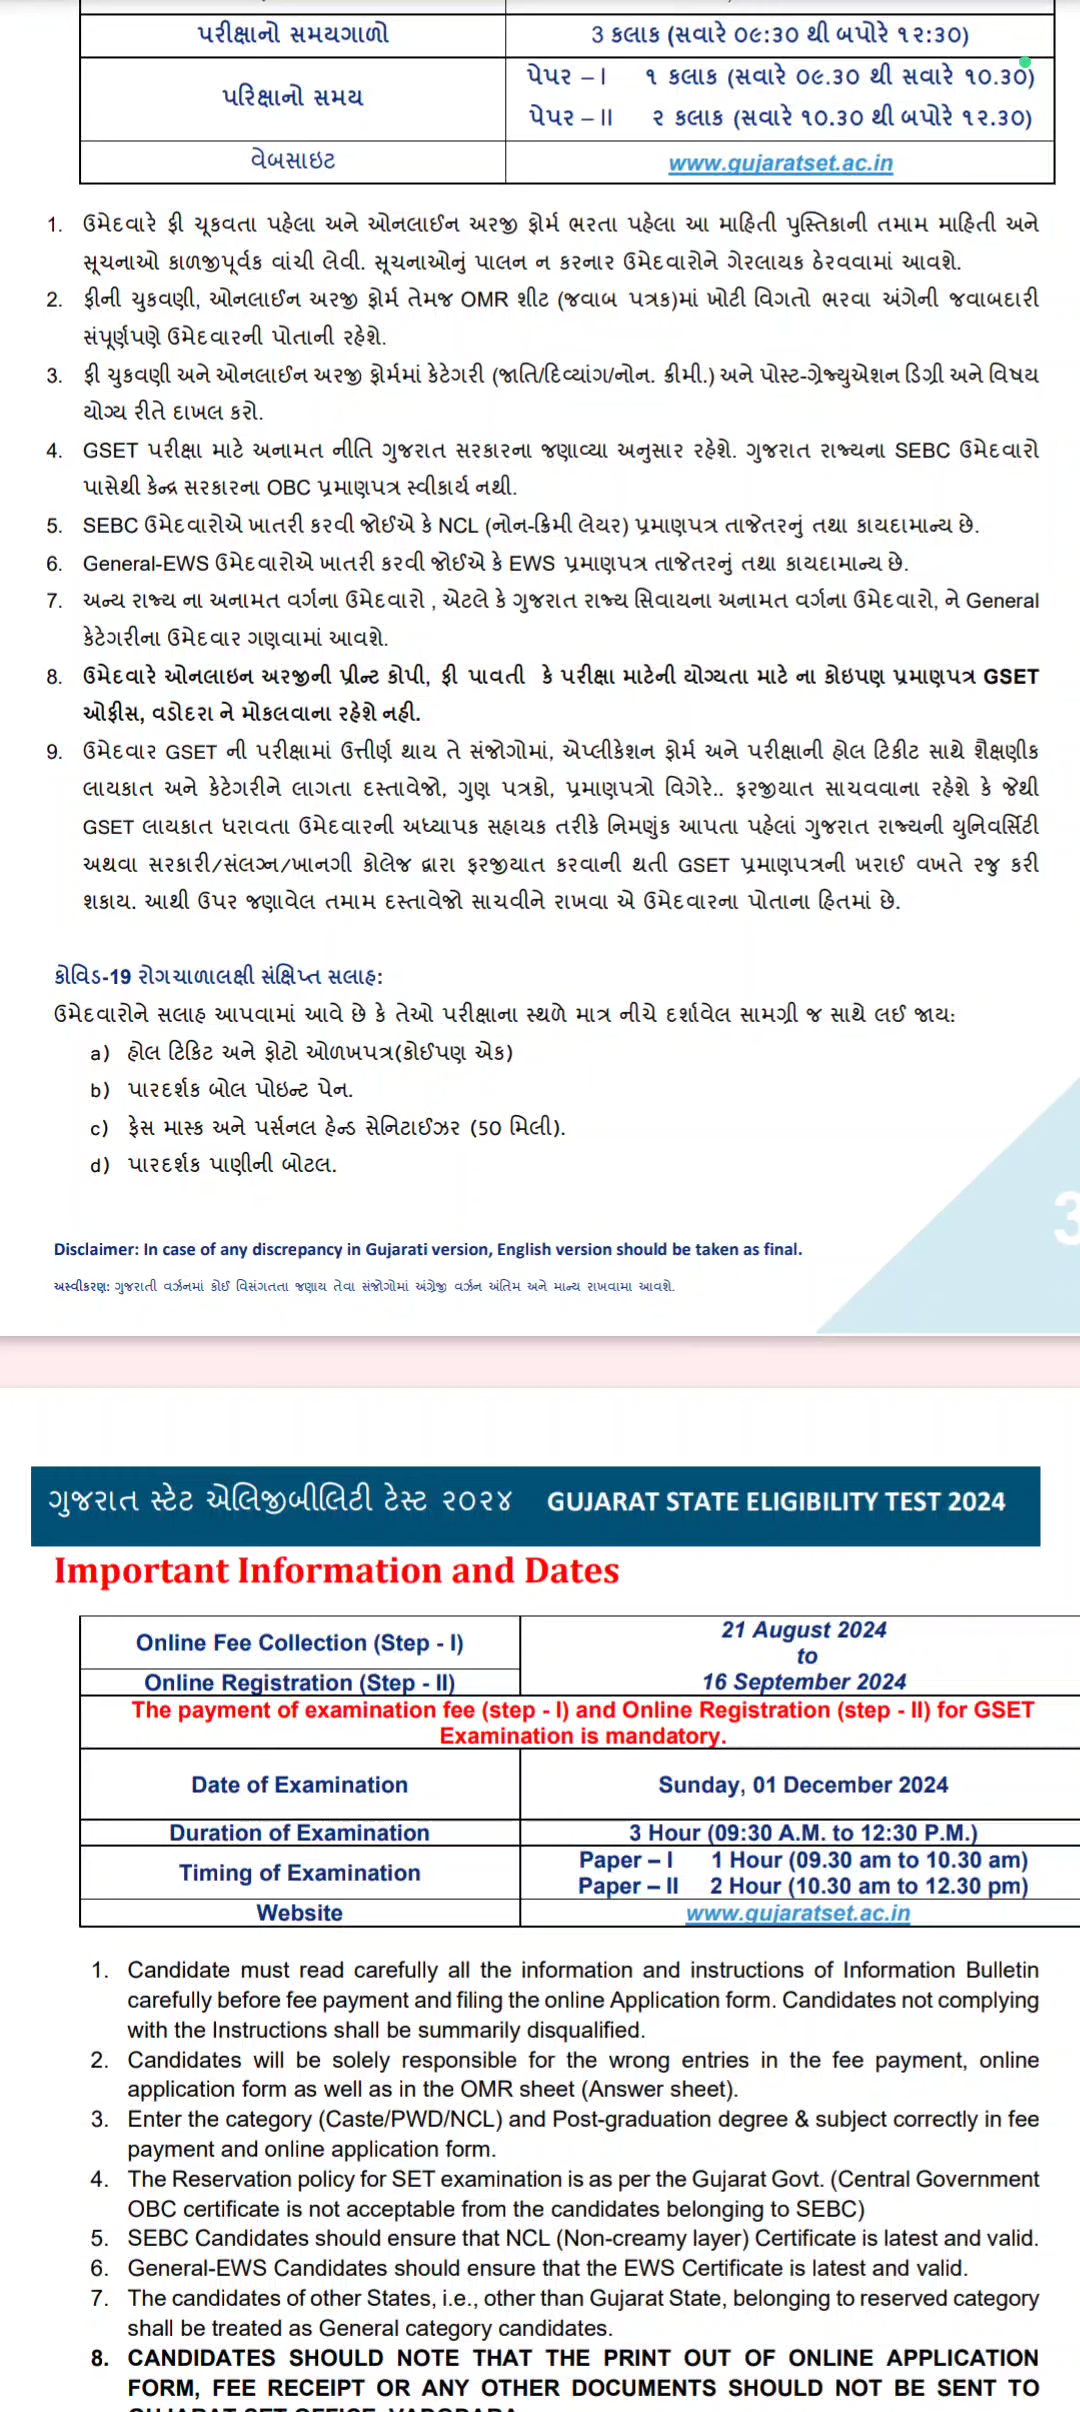 પરીક્ષાનો સમયગાળો 3 કલાક (સવારે ૦૯:30 થી બપોરે ૧૨:30)
પરિક્ષાનો સમય
પેપર – I ૧ કલાક (સવારે ૦૯.30 થી સવારે ૧૦.30)
પેપર – II ૨ કલાક (સવારે ૧૦.30 થી બપોરે ૧૨.30)
વેબસાઇટ www.gujaratset.ac.in
1. ઉમેદવારે ફી ચૂકવતા પહેલા અને ઓનલાઈન અરજી ફોર્મ ભરતા પહેલા આ માહિતી પુસ્તિકાની તમામ માહિતી અને
સૂચનાઓ કાળજીપૂર્વક વાંચી લેવી. સૂચનાઓનું પાલન ન કરનાર ઉમેદવારોને ગેરલાયક ઠેરવવામાં આવશે.
2. ફીની ચુકવણી, ઓનલાઈન અરજી ફોર્મ તેમજ OMR શીટ (જવાબ પત્રક)માં ખોટી વિગતો ભરવા અંગેની જવાબદારી
સંપૂર્ણપણે ઉમેદવારની પોતાની રહેશે.
3. ફી ચુકવણી અને ઓનલાઈન અરજી ફોર્મમાં કેટેગરી (જાતિ/દિવ્યાંગ/નોન. ક્રીમી.) અને પોસ્ટ-ગ્રેજ્યુએશન ડિગ્રી અને વિષય
યોગ્ય રીતે દાખલ કરો.
4. GSET પરીક્ષા માટે અનામત નીતિ ગુજરાત સરકારના જણાવ્યા અનુસાર રહેશે. ગુજરાત રાજ્યના SEBC ઉમેદવારો
પાસેથી કેન્દ્ર સરકારના OBC પ્રમાણપત્ર સ્વીકાર્ય નથી.
5. SEBC ઉમેદવારોએ ખાતરી કરવી જોઈએ કે NCL (નોન-ક્રિમી લેયર) પ્રમાણપત્ર તાજેતરનું તથા કાયદામાન્ય છે.
6. General-EWS ઉમેદવારોએ ખાતરી કરવી જોઈએ કે EWS પ્રમાણપત્ર તાજેતરનું તથા કાયદામાન્ય છે.
7. અન્ય રાજ્ય ના અનામત વર્ગના ઉમેદવારો , એટલે કે ગુજરાત રાજ્ય સિવાયના અનામત વર્ગના ઉમેદવારો, ને General
કેટેગરીના ઉમેદવાર ગણવામાં આવશે.
8. ઉમેદવારે ઓનલાઇન અરજીની પ્રીન્ટ કોપી, ફી પાવતી કે પરીક્ષા માટેની યોગ્યતા માટે ના કોઇપણ પ્રમાણપત્ર GSET
ઓફીસ, વડોદરા ને મોકલવાના રહેશે નહી.
9. ઉમેદવાર GSET ની પરીક્ષામાં ઉત્તીર્ણ થાય તે સંજોગોમાં, એપ્લીકેશન ફોર્મ અને પરીક્ષાની હોલ ટિકીટ સાથે શૈક્ષણીક
લાયકાત અને કેટેગરીને લાગતા દસ્તાવેજો, ગુણ પત્રકો, પ્રમાણપત્રો વિગેરે.. ફરજીયાત સાચવવાના રહેશે કે જેથી
GSET લાયકાત ધરાવતા ઉમેદવારની અધ્યાપક સહાયક તરીકે નિમણુંક આપતા પહેલાં ગુજરાત રાજ્યની યુનિવર્સિટી
અથવા સરકારી/સંલગ્ન/ખાનગી કોલેજ દ્વારા ફરજીયાત કરવાની થતી GSET પ્રમાણપત્રની ખરાઈ વખતે રજુ કરી
શકાય. આથી ઉપર જણાવેલ તમામ દસ્તાવેજો સાચવીને રાખવા એ ઉમેદવારના પોતાના હિતમાં છે.
કોવિડ-19 રોગચાળાલક્ષી સંક્ષિપ્ત સલાહ:
ઉમેદવારોને સલાહ આપવામાં આવે છે કે તેઓ પરીક્ષાના સ્થળે માત્ર નીચે દર્શાવેલ સામગ્રી જ સાથે લઈ જાય:
a) હોલ ટિકિટ અને ફોટો ઓળખપત્ર(કોઈપણ એક)
b) પારદર્શક બોલ પોઇન્ટ પેન.
c) ફેસ માસ્ક અને પર્સનલ હેન્ડ સેનિટાઈઝર (50 મિલી).
d) પારદર્શક પાણીની બોટલ.
3
Disclaimer: In case of any discrepancy in Gujarati version, English version should be taken as final.
અસ્વીકરણ: ગુજરાતી વર્ઝનમાં કોઈ વિસંગતતા જણાય તેવા સંજોગોમાં અંગ્રેજી વર્ઝન અંતિમ અને માન્ય રાખવામા આવશે.
ગુજરાત સ્ટેટ એલિજીબીલિટી ટેસ્ટ ૨૦૨૪ GUJARAT STATE ELIGIBILITY TEST 2024
Important Information and Dates
Online Fee Collection (Step - I)
Online Registration (Step - II)
21 August 2024
to
16 September 2024
The payment of examination fee (step - I) and Online Registration (step - II) for GSET
Examination is mandatory.
Date of Examination Sunday, 01 December 2024
Duration of Examination 3 Hour (09:30 A.M. to 12:30 P.M.)
Timing of Examination
Paper – I 1 Hour (09.30 am to 10.30 am)
Paper – II 2 Hour (10.30 am to 12.30 pm)
Website www.gujaratset.ac.in
1. Candidate must read carefully all the information and instructions of Information Bulletin
carefully before fee payment and filing the online Application form. Candidates not complying
with the Instructions shall be summarily disqualified.
2. Candidates will be solely responsible for the wrong entries in the fee payment, online
application form as well as in the OMR sheet (Answer sheet).
3. Enter the category (Caste/PWD/NCL) and Post-graduation degree & subject correctly in fee
payment and online application form.
4. The Reservation policy for SET examination is as per the Gujarat Govt. (Central Government
OBC certificate is not acceptable from the candidates belonging to SEBC)
5. SEBC Candidates should ensure that NCL (Non-creamy layer) Certificate is latest and valid.
6. General-EWS Candidates should ensure that the EWS Certificate is latest and valid.
7. The candidates of other States, i.e., other than Gujarat State, belonging to reserved category
shall be treated as General category candidates.
8. CANDIDATES SHOULD NOTE THAT THE PRINT OUT OF ONLINE APPLICATION
FORM, FEE RECEIPT OR ANY OTHER DOCUMENTS SHOULD NOT BE SENT TO